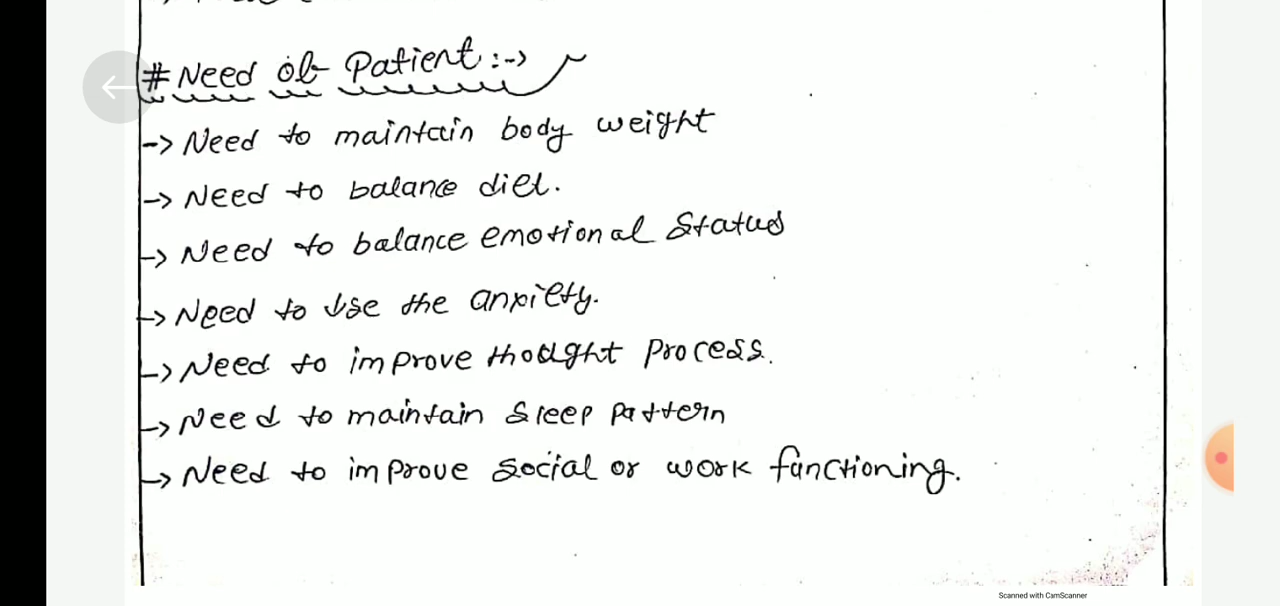 # Need of Patient :->
-> Need to maintain body weight
-> Need to balance diet.
-> Need to balance emotional status
-> Need to ↓se the anxiety.
-> Need to improve thought process.
-> Need to maintain sleep pattern
-> Need to improve social or work functioning.
Scanned with CamScanner